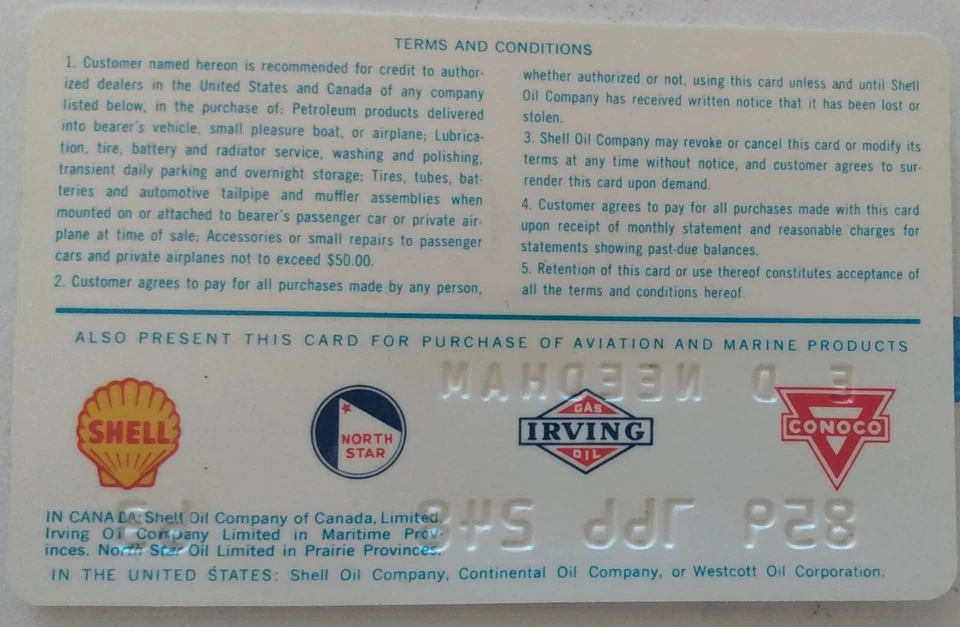 TERMS AND CONDITIONS
1. Customer named hereon is recommended for credit to author-
ized dealers in the United States and Canada of any company
listed below, in the purchase of: Petroleum products delivered
into bearer's vehicle, small pleasure boat, or airplane; Lubrica-
tion, tire, battery and radiator service, washing and polishing,
transient daily parking and overnight storage; Tires, tubes, bat-
teries and automotive tailpipe and muffler assemblies when
mounted on or attached to bearer's passenger car or private air-
plane at time of sale; Accessories or small repairs to passenger
cars and private airplanes not to exceed $50.00.
2. Customer agrees to pay for all purchases made by any person,
whether authorized or not, using this card unless and until Shell
Oil Company has received written notice that it has been lost or
stolen.
3. Shell Oil Company may revoke or cancel this card or modify its
terms at any time without notice, and customer agrees to sur-
render this card upon demand.
4. Customer agrees to pay for all purchases made with this card
upon receipt of monthly statement and reasonable charges for
statements showing past-due balances.
5. Retention of this card or use thereof constitutes acceptance of
all the terms and conditions hereof.
ALSO PRESENT THIS CARD FOR PURCHASE OF AVIATION AND MARINE PRODUCTS
E D NEEDHAM
SHELL
NORTH
STAR
GAS
IRVING
OIL
CONOCO
IN CANADA: Shell Oil Company of Canada, Limited.
Irving Oil Company Limited in Maritime Prov-
inces. North Star Oil Limited in Prairie Provinces.
IN THE UNITED STATES: Shell Oil Company, Continental Oil Company, or Westcott Oil Corporation.